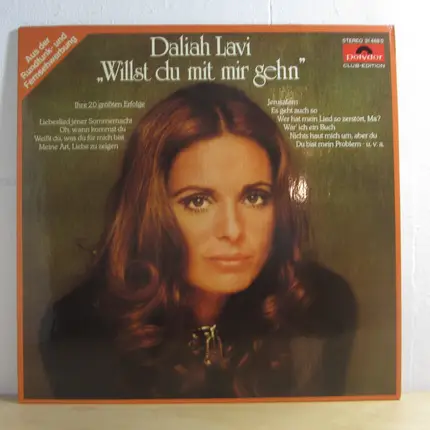 Aus der
Rundfunk- und
Fernsehwerbung
STEREO
polydor
CLUB-EDITION
Daliah Lavi
„Willst du mit mir gehn"
Ihre 20 größten Erfolge
Liebeslied jener Sommernacht
Oh, wann kommst du
Weißt du, was du für mich bist
Meine Art, Liebe zu zeigen
Jerusalem
Es geht auch so
Wer hat mein Lied so zerstört, Ma?
Wär' ich ein Buch
Nichts haut mich um, aber du
Du bist mein Problem · u. v. a.